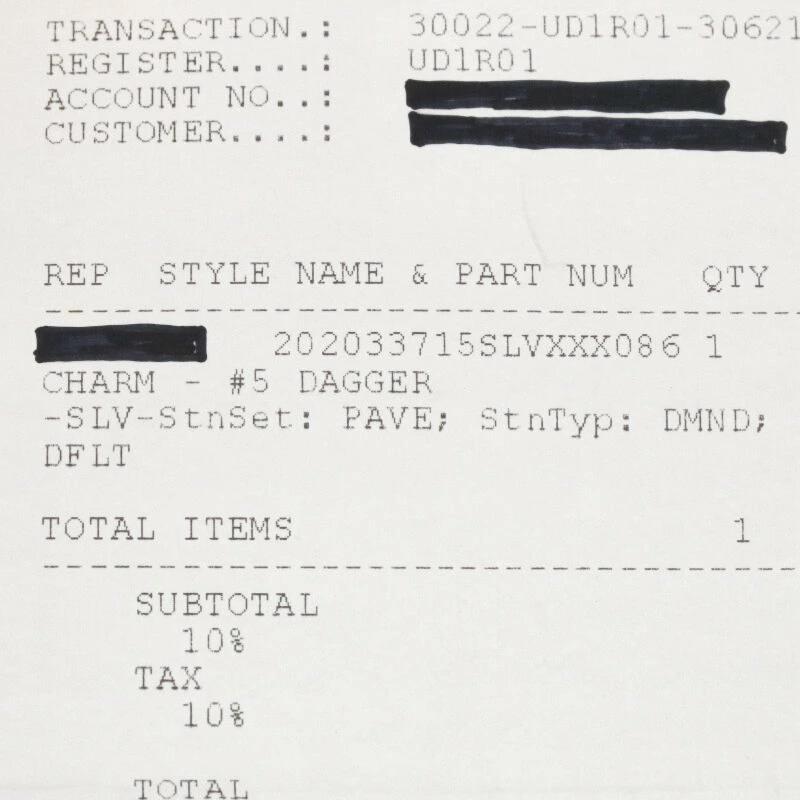 TRANSACTION.: 30022-UD1R01-30621
REGISTER....: UD1R01
ACCOUNT NO..:
CUSTOMER....:
REP STYLE NAME & PART NUM QTY
202033715SLVXXX086 1
CHARM - #5 DAGGER
-SLV-StnSet: PAVE; StnTyp: DMND;
DFLT
TOTAL ITEMS 1
SUBTOTAL
10%
TAX
10%
TOTAL